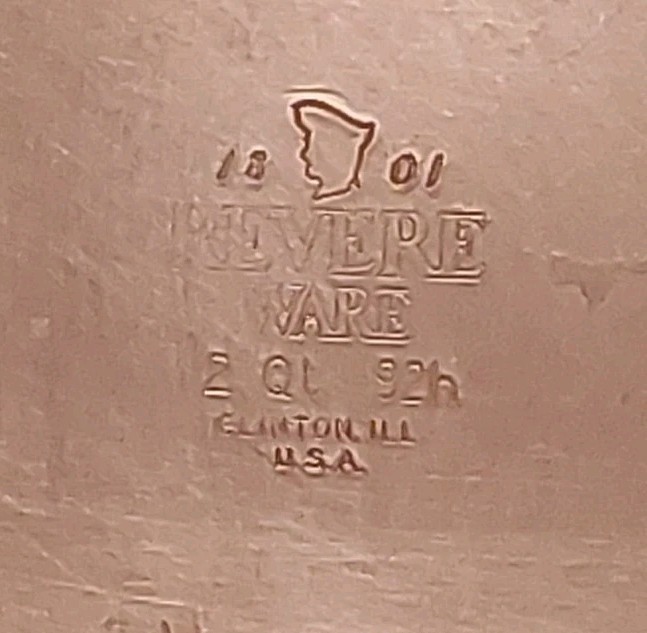 18 01
REVERE
WARE
2 Qt 92h
CLINTON, ILL
U.S.A.